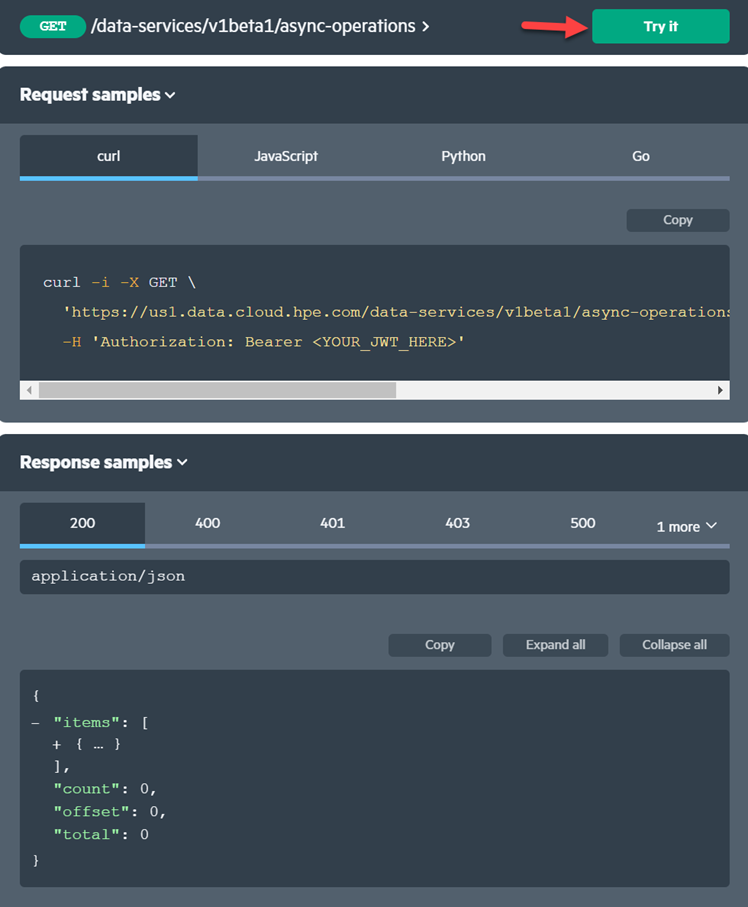 GET /data-services/v1beta1/async-operations >
Try it
Request samples
curl JavaScript Python Go
Copy
curl -i -X GET \
'https://us1.data.cloud.hpe.com/data-services/v1beta1/async-operations
-H 'Authorization: Bearer <YOUR_JWT_HERE>'
Response samples
200 400 401 403 500 1 more
application/json
Copy Expand all Collapse all
{
– "items": [
+ { … }
],
"count": 0,
"offset": 0,
"total": 0
}